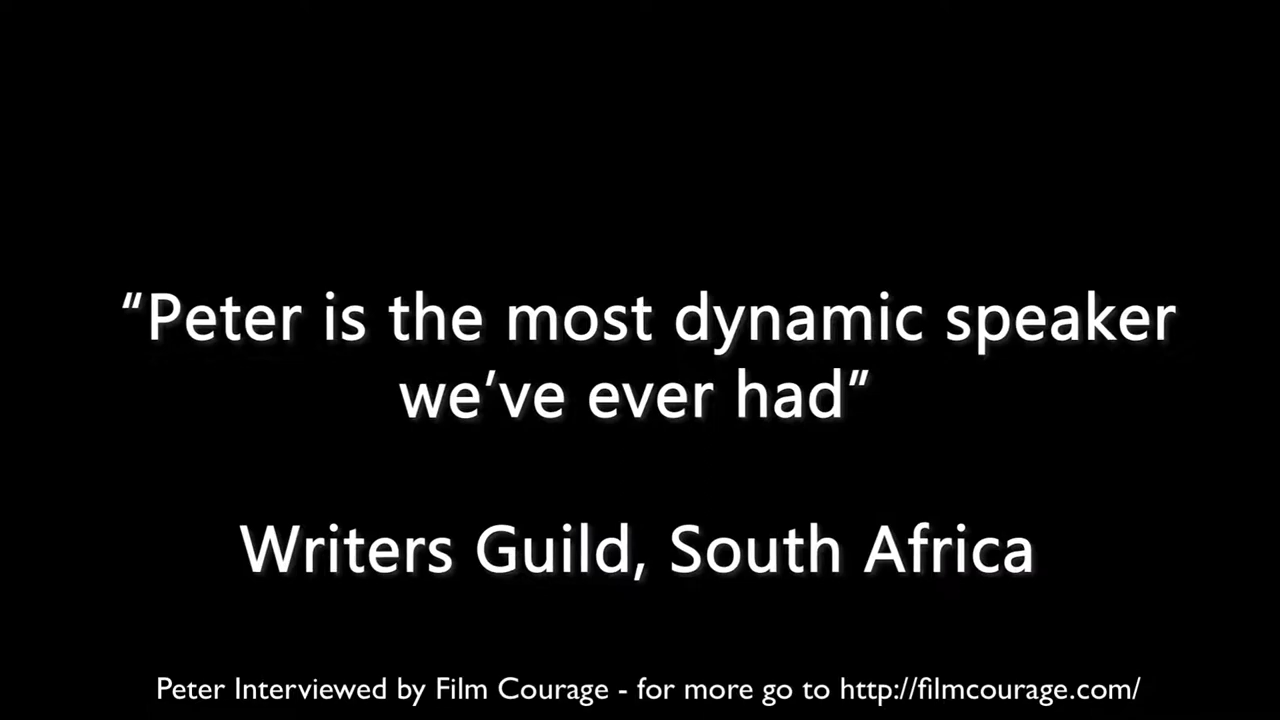 “Peter is the most dynamic speaker
we’ve ever had”
Writers Guild, South Africa
Peter Interviewed by Film Courage - for more go to http://filmcourage.com/